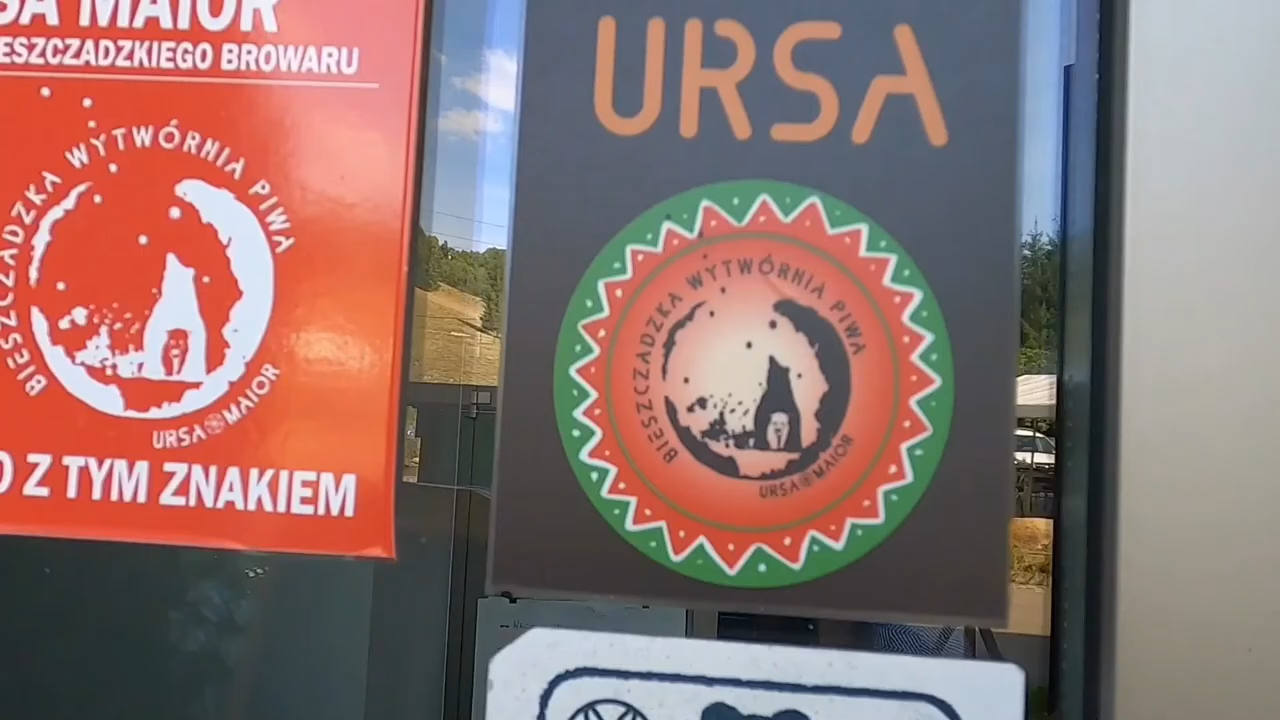 SA MAIOR
ESZCZADZKIEGO BROWARU
BIESZCZADZKA WYTWÓRNIA PIWA
URSA MAIOR
O Z TYM ZNAKIEM
URSA
BIESZCZADZKA WYTWÓRNIA PIWA
URSA MAIOR